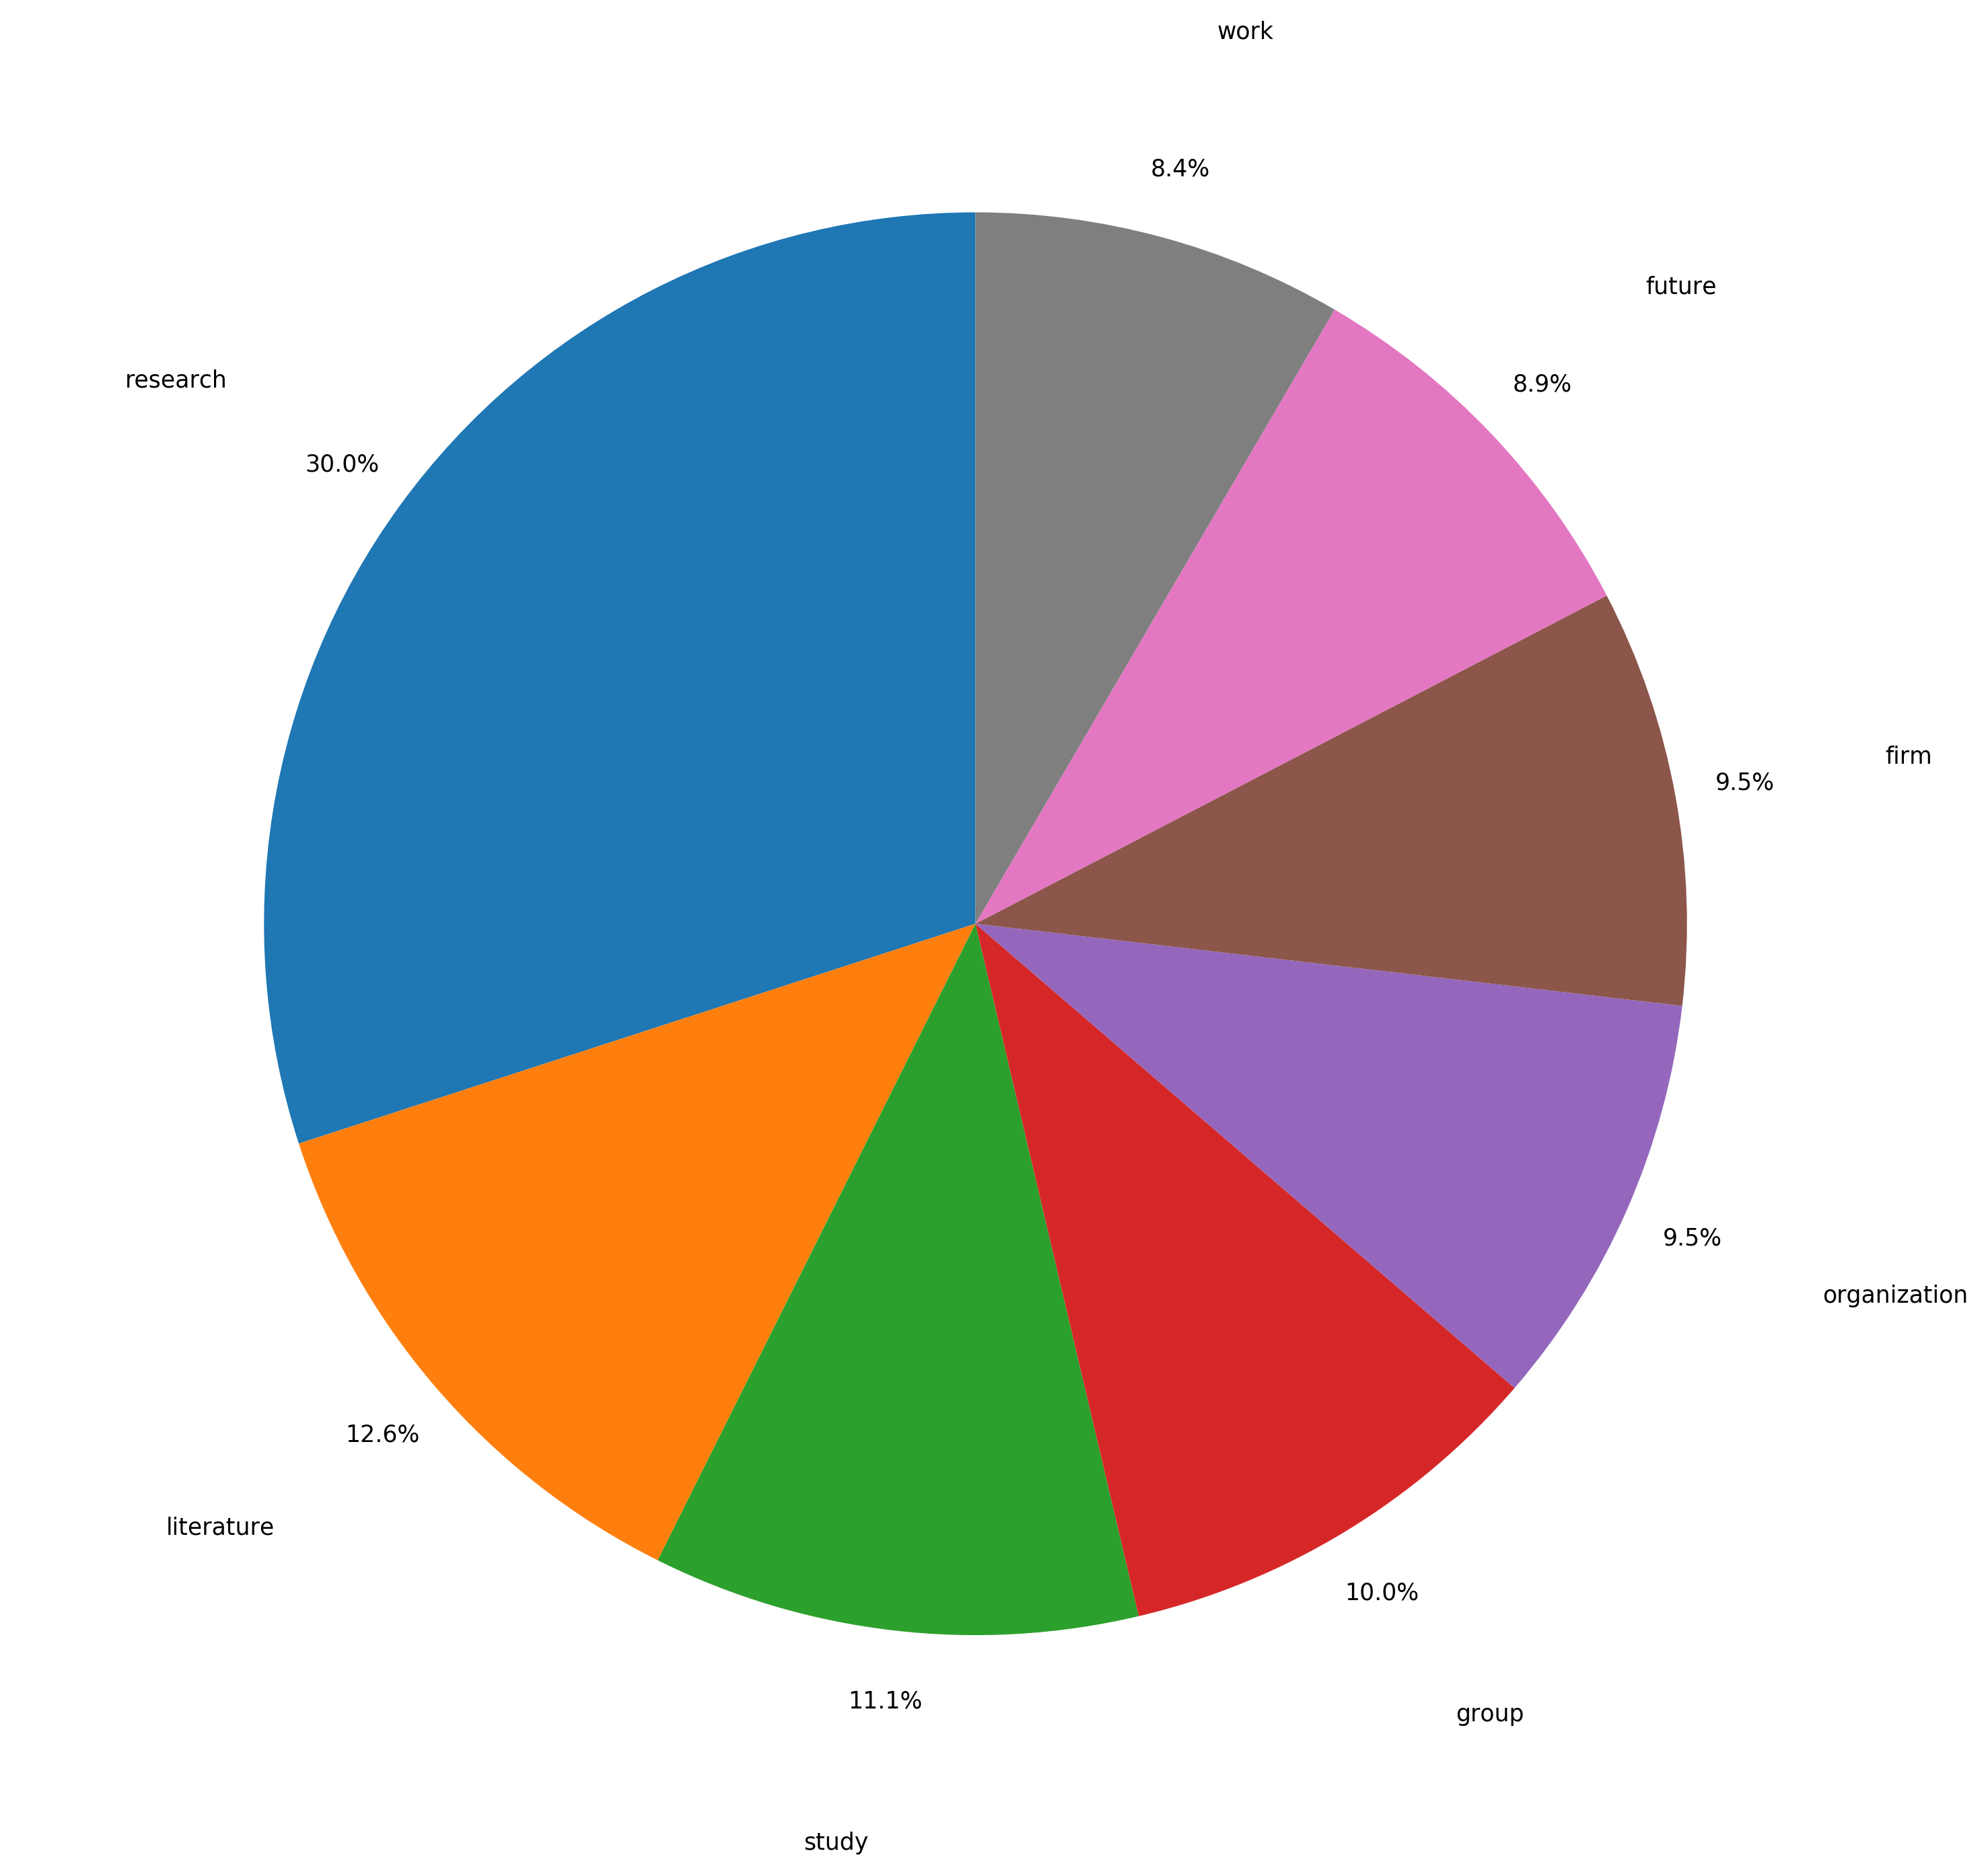 work
8.4%
future
8.9%
research
30.0%
firm
9.5%
9.5%
organization
12.6%
literature
10.0%
group
11.1%
study